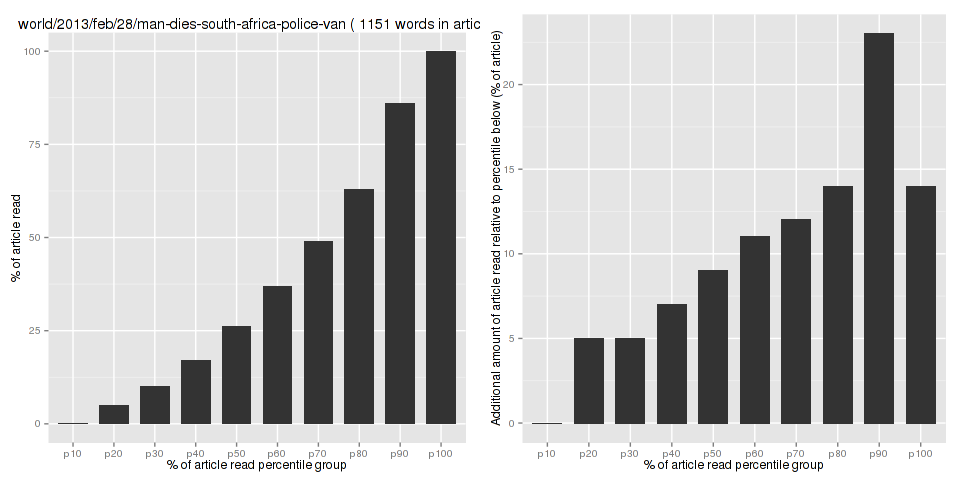 world/2013/feb/28/man-dies-south-africa-police-van ( 1151 words in artic
% of article read
100
75
50
25
0
p10 p20 p30 p40 p50 p60 p70 p80 p90 p100
% of article read percentile group
Additional amount of article read relative to percentile below (% of article)
20
15
10
5
0
p10 p20 p30 p40 p50 p60 p70 p80 p90 p100
% of article read percentile group